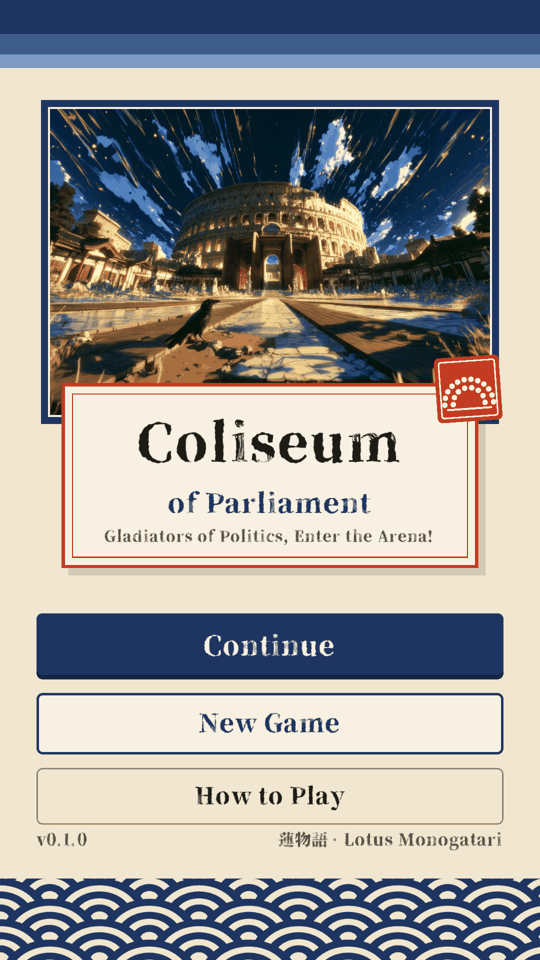 Coliseum
of Parliament
Gladiators of Politics, Enter the Arena!
Continue
New Game
How to Play
v0.1.0
蓮物語 · Lotus Monogatari